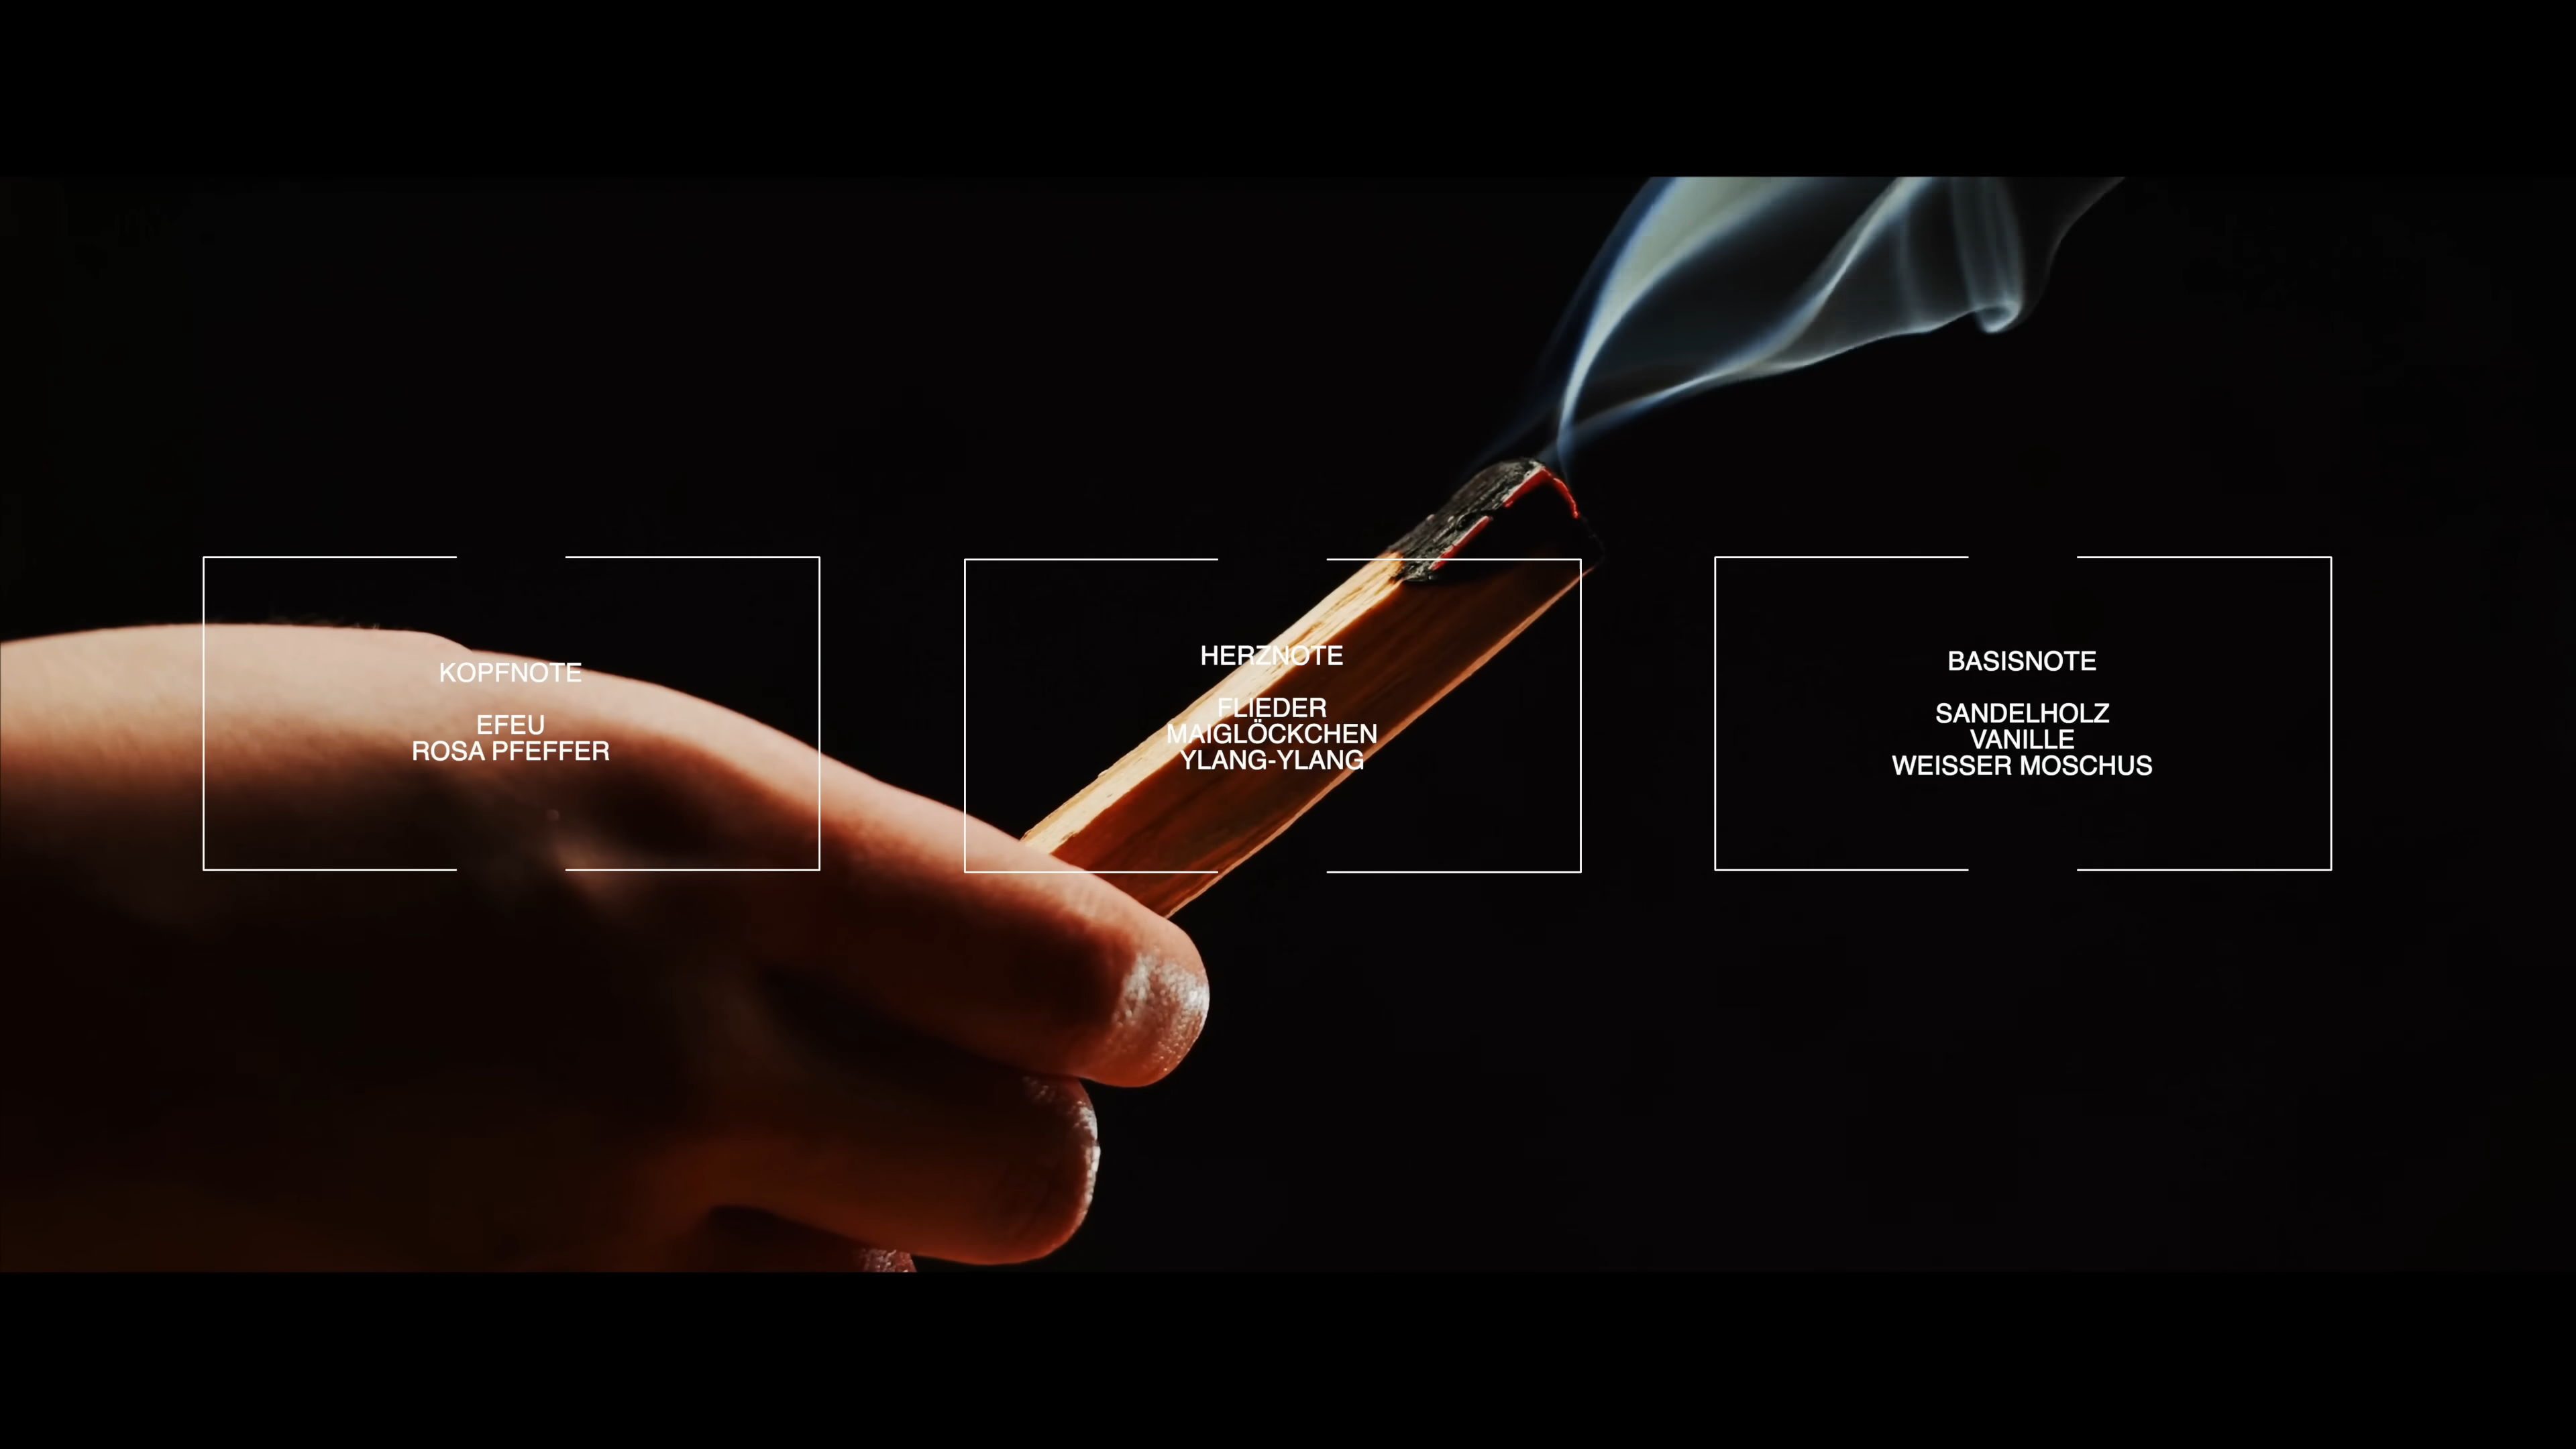 KOPFNOTE
EFEU
ROSA PFEFFER
HERZNOTE
FLIEDER
MAIGLÖCKCHEN
YLANG-YLANG
BASISNOTE
SANDELHOLZ
VANILLE
WEISSER MOSCHUS